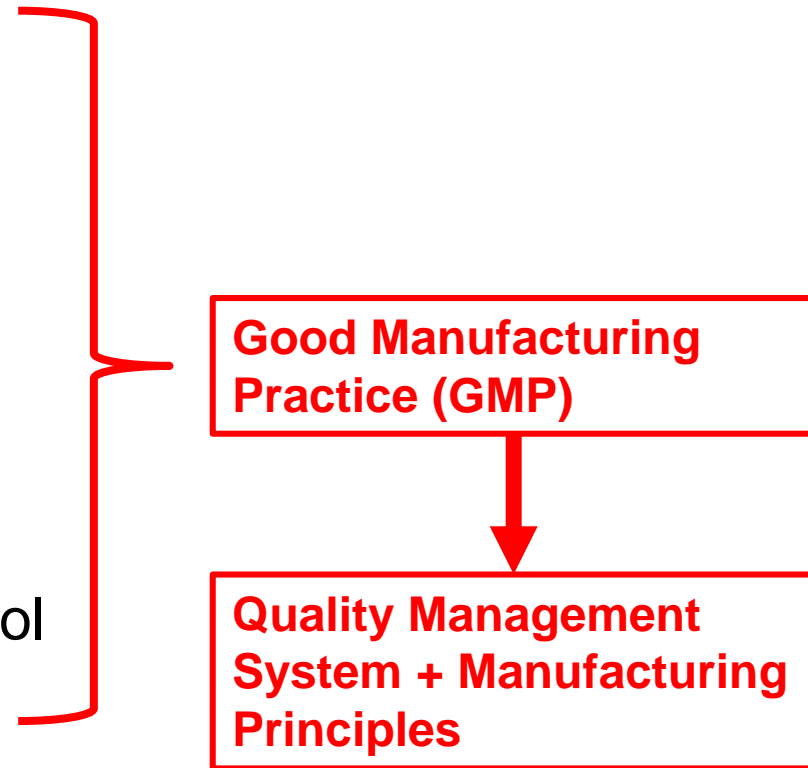 Good Manufacturing
Practice (GMP)
ol
Quality Management
System + Manufacturing
Principles